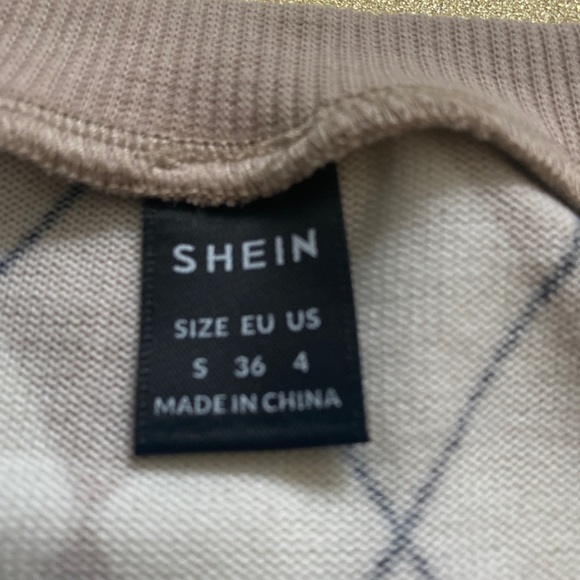 SHEIN
SIZE EU US
S 36 4
MADE IN CHINA